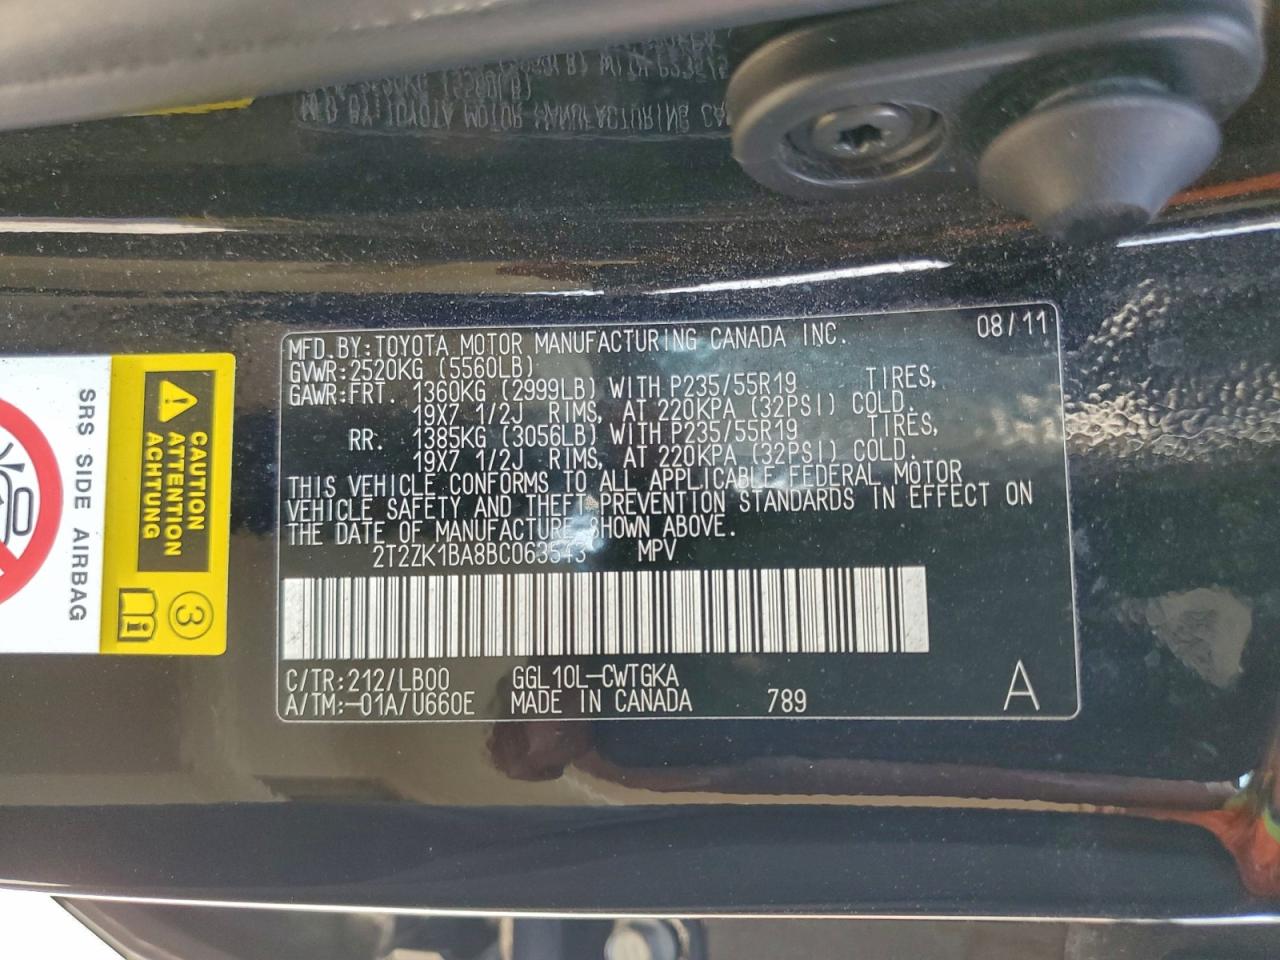 MFD.BY:TOYOTA MOTOR MANUFACTURING CANADA INC. 08/11
GVWR:2520KG (5560LB)
GAWR:FRT. 1360KG (2999LB) WITH P235/55R19 TIRES,
19X7 1/2J RIMS, AT 220KPA (32PSI) COLD.
RR. 1385KG (3056LB) WITH P235/55R19 TIRES,
19X7 1/2J RIMS, AT 220KPA (32PSI) COLD.
THIS VEHICLE CONFORMS TO ALL APPLICABLE FEDERAL MOTOR
VEHICLE SAFETY AND THEFT PREVENTION STANDARDS IN EFFECT ON
THE DATE OF MANUFACTURE SHOWN ABOVE.
2T2ZK1BA8BC063543 MPV
C/TR:212/LB00 GGL10L-CWTGKA
A/TM:-01A/U660E MADE IN CANADA 789 A
CAUTION
ATTENTION
ACHTUNG
3
SRS SIDE AIRBAG